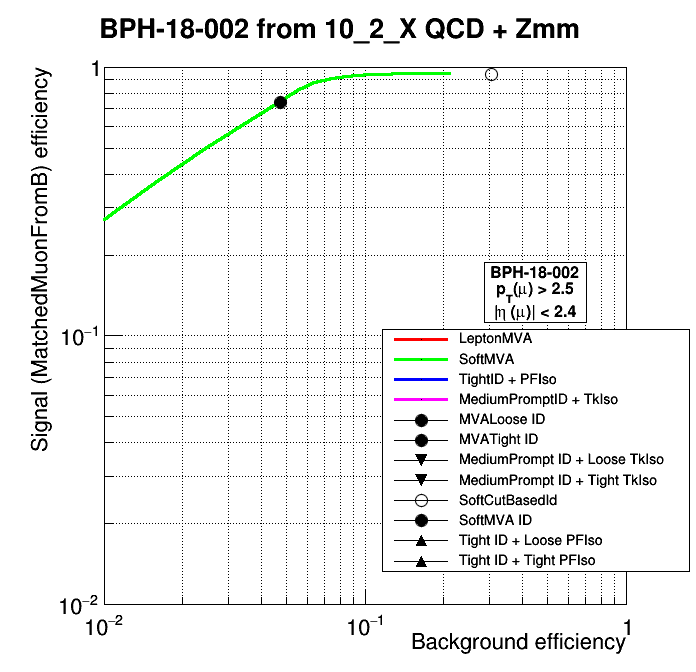 BPH-18-002 from 10_2_X QCD + Zmm
Signal (MatchedMuonFromB) efficiency
1
10⁻¹
10⁻²
BPH-18-002
p_T(μ) > 2.5
|η (μ)| < 2.4
LeptonMVA
SoftMVA
TightID + PFIso
MediumPromptID + TkIso
MVALoose ID
MVATight ID
MediumPrompt ID + Loose TkIso
MediumPrompt ID + Tight TkIso
SoftCutBasedId
SoftMVA ID
Tight ID + Loose PFIso
Tight ID + Tight PFIso
10⁻² 10⁻¹ 1
Background efficiency